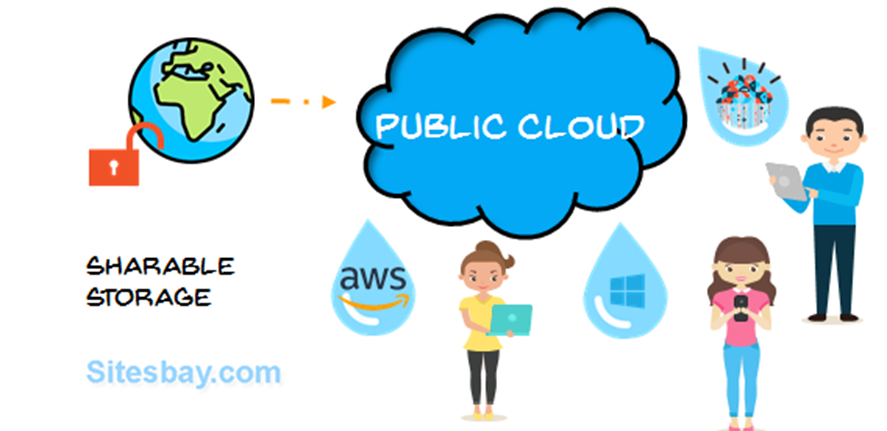 PUBLIC CLOUD
aws
SHARABLE
STORAGE
Sitesbay.com